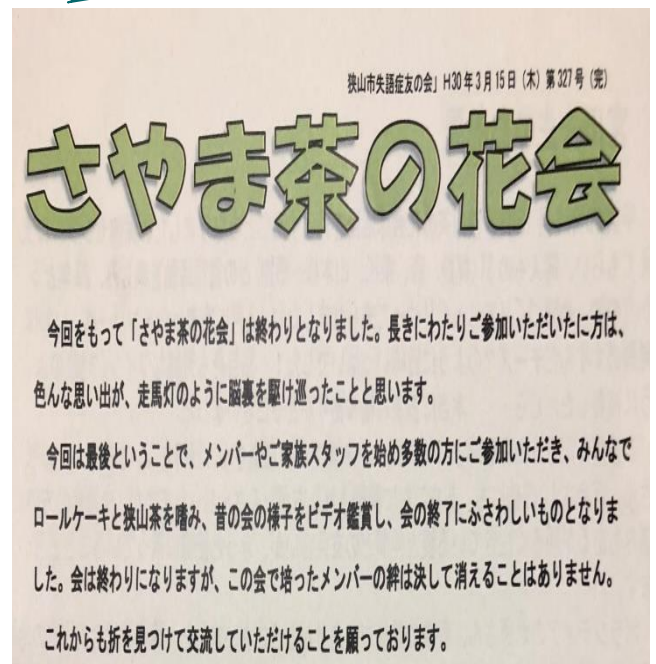 狭山市失語症友の会」H30年3月15日(木)第327号(完)
さやま茶の花会
今回をもって「さやま茶の花会」は終わりとなりました。長きにわたりご参加いただいたに方は、
色んな思い出が、走馬灯のように脳裏を駆け巡ったことと思います。
今回は最後ということで、メンバーやご家族スタッフを始め多数の方にご参加いただき、みんなで
ロールケーキと狭山茶を嗜み、昔の会の様子をビデオ鑑賞し、会の終了にふさわしいものとなりま
した。会は終わりになりますが、この会で培ったメンバーの絆は決して消えることはありません。
これからも折を見つけて交流していただけることを願っております。